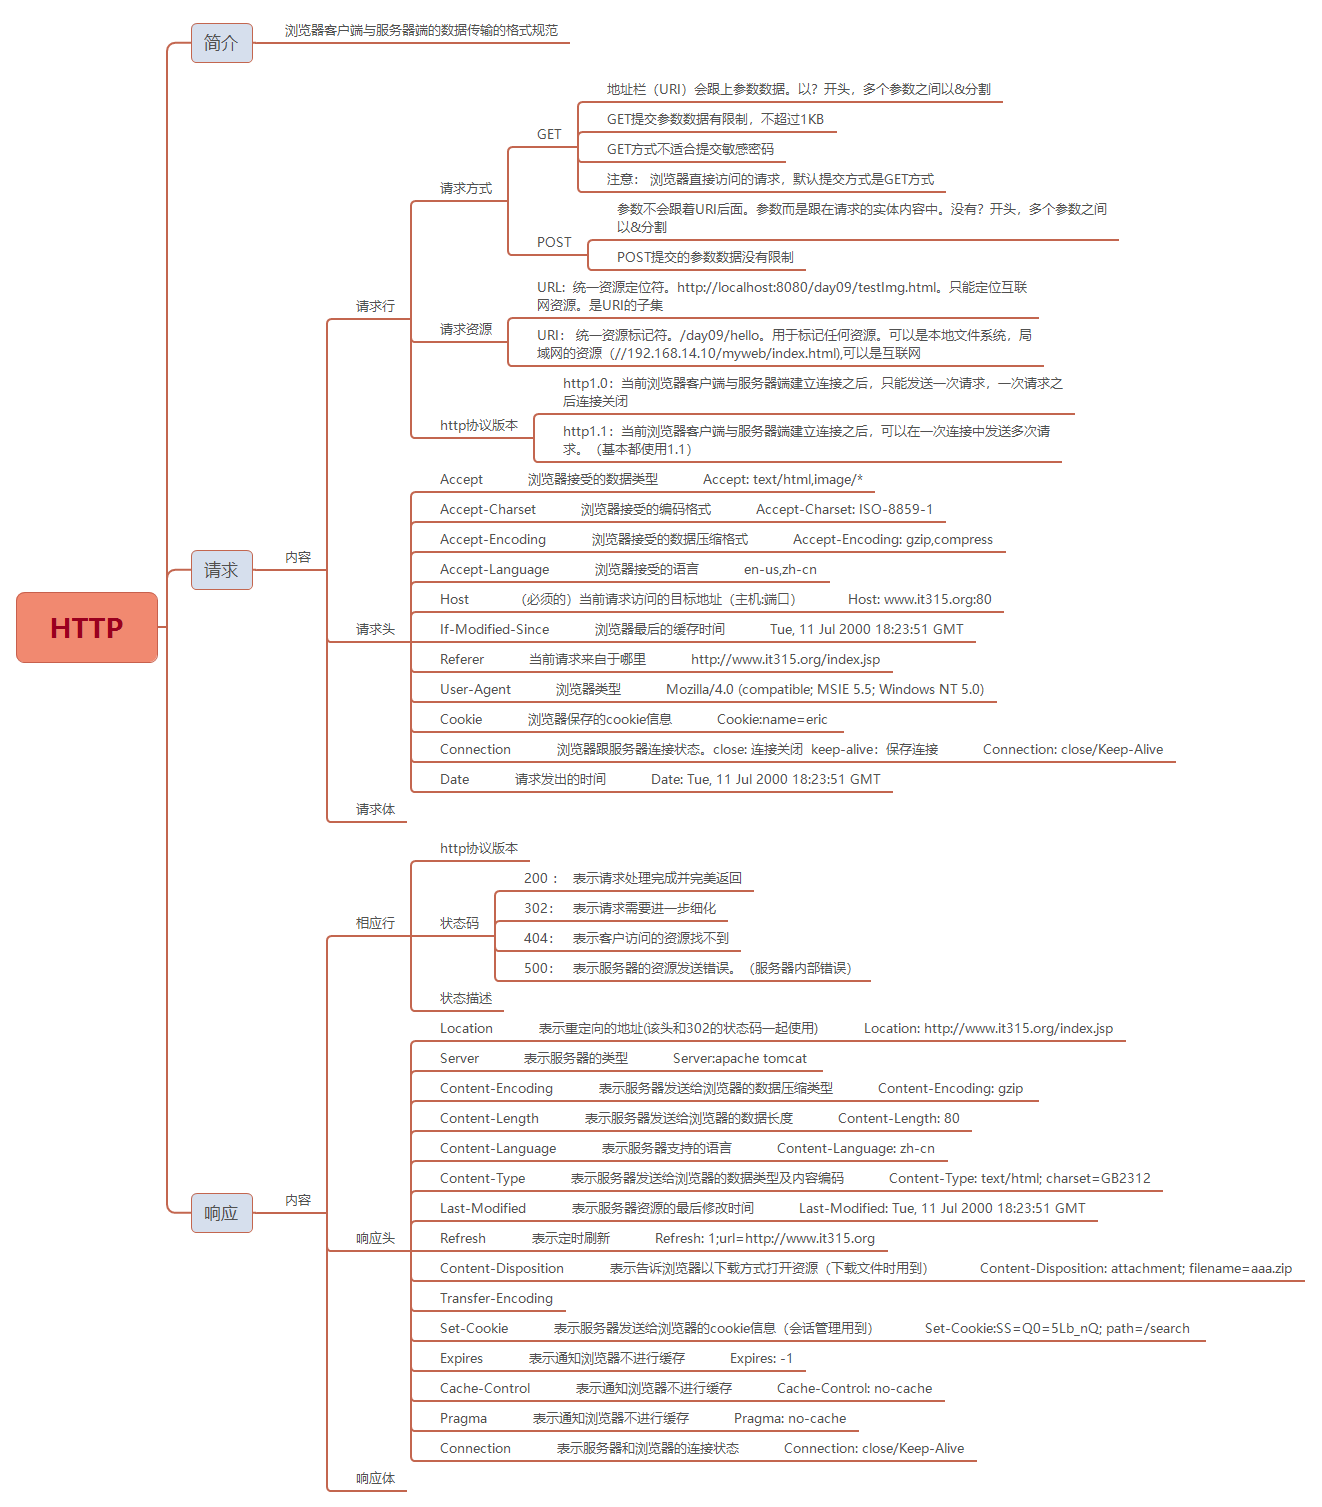 HTTP
简介
浏览器客户端与服务器端的数据传输的格式规范
请求
内容
请求行
请求方式
GET
地址栏（URI）会跟上参数数据。以？开头，多个参数之间以&分割
GET提交参数数据有限制，不超过1KB
GET方式不适合提交敏感密码
注意： 浏览器直接访问的请求，默认提交方式是GET方式
POST
参数不会跟着URI后面。参数而是跟在请求的实体内容中。没有？开头，多个参数之间
以&分割
POST提交的参数数据没有限制
请求资源
URL：统一资源定位符。http://localhost:8080/day09/testImg.html。只能定位互联
网资源。是URI的子集
URI： 统一资源标记符。/day09/hello。用于标记任何资源。可以是本地文件系统，局
域网的资源（//192.168.14.10/myweb/index.html),可以是互联网
http协议版本
http1.0：当前浏览器客户端与服务器端建立连接之后，只能发送一次请求，一次请求之
后连接关闭
http1.1：当前浏览器客户端与服务器端建立连接之后，可以在一次连接中发送多次请
求。（基本都使用1.1）
请求头
Accept 浏览器接受的数据类型 Accept: text/html,image/*
Accept-Charset 浏览器接受的编码格式 Accept-Charset: ISO-8859-1
Accept-Encoding 浏览器接受的数据压缩格式 Accept-Encoding: gzip,compress
Accept-Language 浏览器接受的语言 en-us,zh-cn
Host （必须的）当前请求访问的目标地址（主机:端口） Host: www.it315.org:80
If-Modified-Since 浏览器最后的缓存时间 Tue, 11 Jul 2000 18:23:51 GMT
Referer 当前请求来自于哪里 http://www.it315.org/index.jsp
User-Agent 浏览器类型 Mozilla/4.0 (compatible; MSIE 5.5; Windows NT 5.0)
Cookie 浏览器保存的cookie信息 Cookie:name=eric
Connection 浏览器跟服务器连接状态。close: 连接关闭 keep-alive：保存连接 Connection: close/Keep-Alive
Date 请求发出的时间 Date: Tue, 11 Jul 2000 18:23:51 GMT
请求体
响应
内容
相应行
http协议版本
状态码
200 ： 表示请求处理完成并完美返回
302： 表示请求需要进一步细化
404： 表示客户访问的资源找不到
500： 表示服务器的资源发送错误。（服务器内部错误）
状态描述
响应头
Location 表示重定向的地址(该头和302的状态码一起使用) Location: http://www.it315.org/index.jsp
Server 表示服务器的类型 Server:apache tomcat
Content-Encoding 表示服务器发送给浏览器的数据压缩类型 Content-Encoding: gzip
Content-Length 表示服务器发送给浏览器的数据长度 Content-Length: 80
Content-Language 表示服务器支持的语言 Content-Language: zh-cn
Content-Type 表示服务器发送给浏览器的数据类型及内容编码 Content-Type: text/html; charset=GB2312
Last-Modified 表示服务器资源的最后修改时间 Last-Modified: Tue, 11 Jul 2000 18:23:51 GMT
Refresh 表示定时刷新 Refresh: 1;url=http://www.it315.org
Content-Disposition 表示告诉浏览器以下载方式打开资源（下载文件时用到） Content-Disposition: attachment; filename=aaa.zip
Transfer-Encoding
Set-Cookie 表示服务器发送给浏览器的cookie信息（会话管理用到） Set-Cookie:SS=Q0=5Lb_nQ; path=/search
Expires 表示通知浏览器不进行缓存 Expires: -1
Cache-Control 表示通知浏览器不进行缓存 Cache-Control: no-cache
Pragma 表示通知浏览器不进行缓存 Pragma: no-cache
Connection 表示服务器和浏览器的连接状态 Connection: close/Keep-Alive
响应体